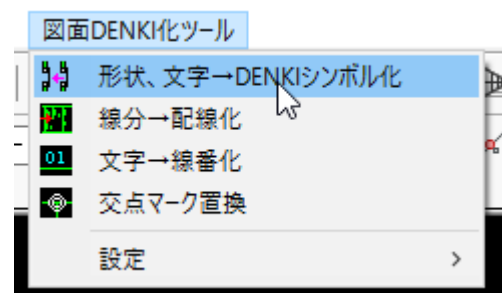 図面DENKI化ツール
形状、文字→DENKIシンボル化
線分→配線化
01 文字→線番化
交点マーク置換
設定 >